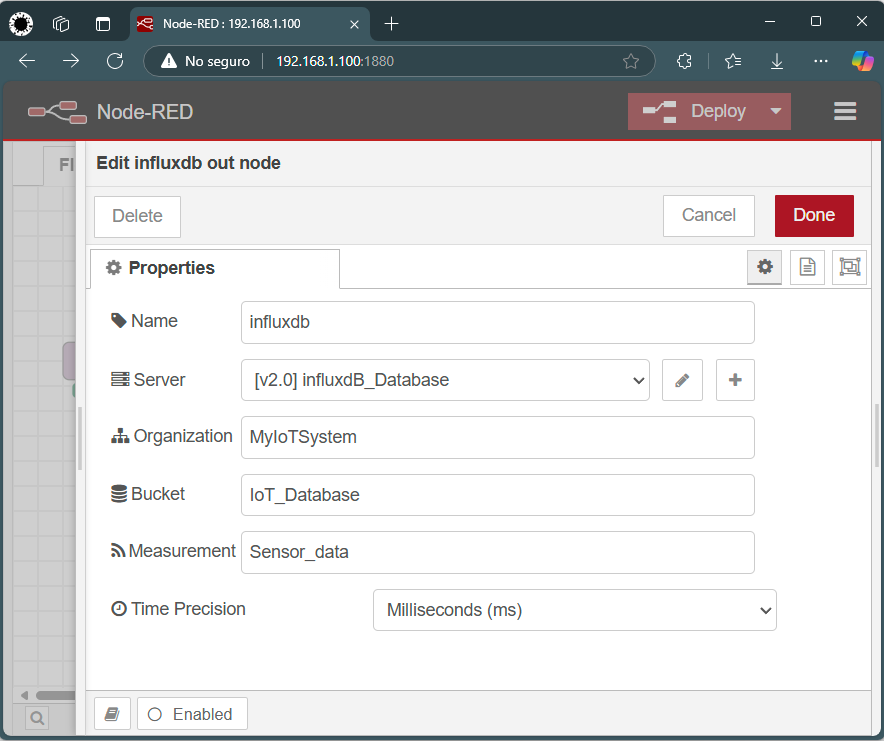 Node-RED : 192.168.1.100
No seguro 192.168.1.100:1880
Node-RED Deploy
Fl
Edit influxdb out node
Delete Cancel Done
Properties
Name influxdb
Server [v2.0] influxdB_Database
Organization MyIoTSystem
Bucket IoT_Database
Measurement Sensor_data
Time Precision Milliseconds (ms)
Enabled